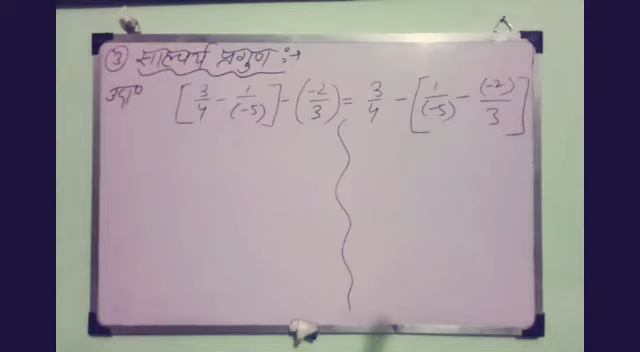 ③ साहचर्य प्रगुण :→
उदा० [3/4 - 1/(-5)] - (-2/3) = 3/4 - [1/(-5) - (-2)/3]